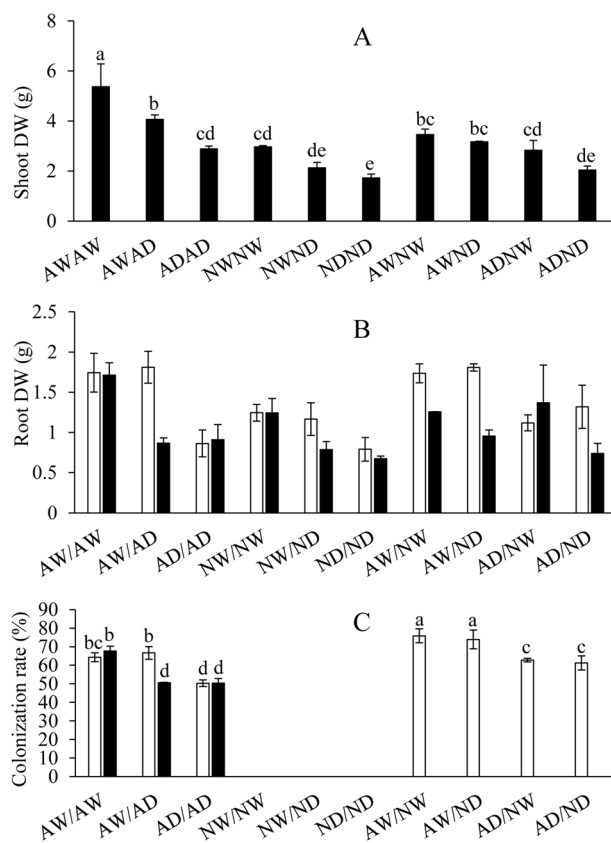 A
Shoot DW (g)
8
6
4
2
0
a
b
cd
cd
de
e
bc
bc
cd
de
AWAW
AWAD
ADAD
NWNW
NWND
NDND
AWNW
AWND
ADNW
ADND
B
Root DW (g)
2.5
2
1.5
1
0.5
0
AW/AW
AW/AD
AD/AD
NW/NW
NW/ND
ND/ND
AW/NW
AW/ND
AD/NW
AD/ND
C
Colonization rate (%)
90
80
70
60
50
40
30
20
10
0
bc
b
b
d
d
d
a
a
c
c
AW/AW
AW/AD
AD/AD
NW/NW
NW/ND
ND/ND
AW/NW
AW/ND
AD/NW
AD/ND